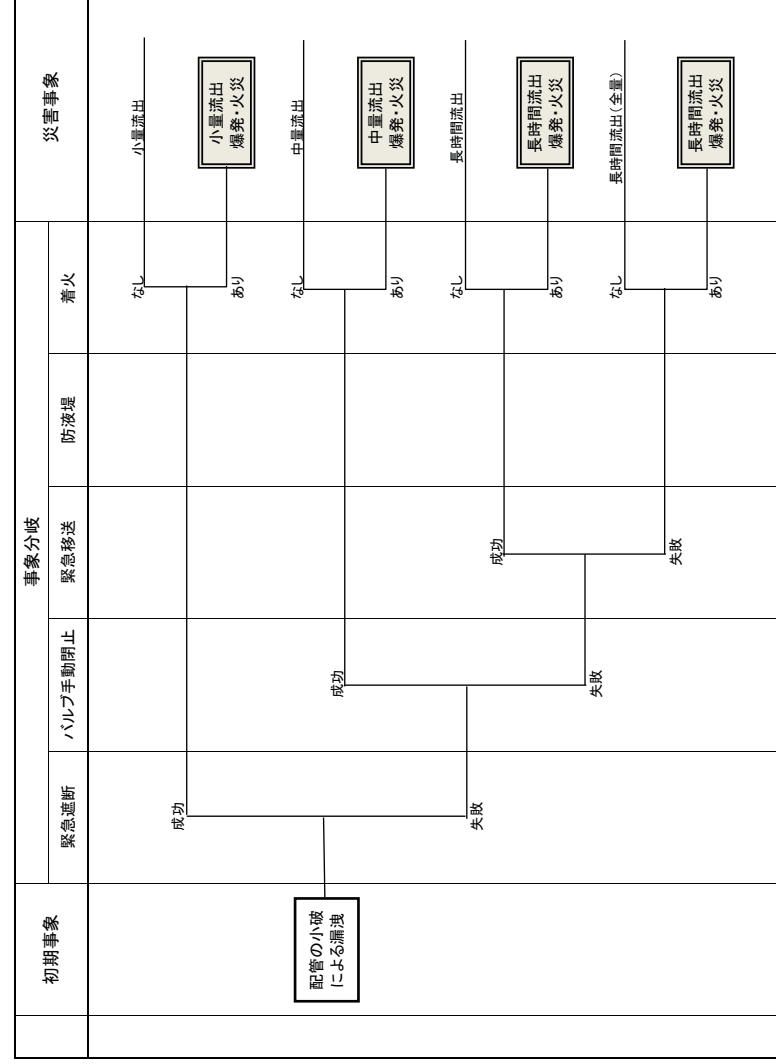 初期事象
事象分岐
災害事象
緊急遮断
バルブ手動閉止
緊急移送
防液堤
着火
配管の小破
による漏洩
成功
失敗
成功
失敗
成功
失敗
なし
小量流出
あり
小量流出
爆発・火災
なし
中量流出
あり
中量流出
爆発・火災
なし
長時間流出
あり
長時間流出
爆発・火災
なし
長時間流出(全量)
あり
長時間流出
爆発・火災